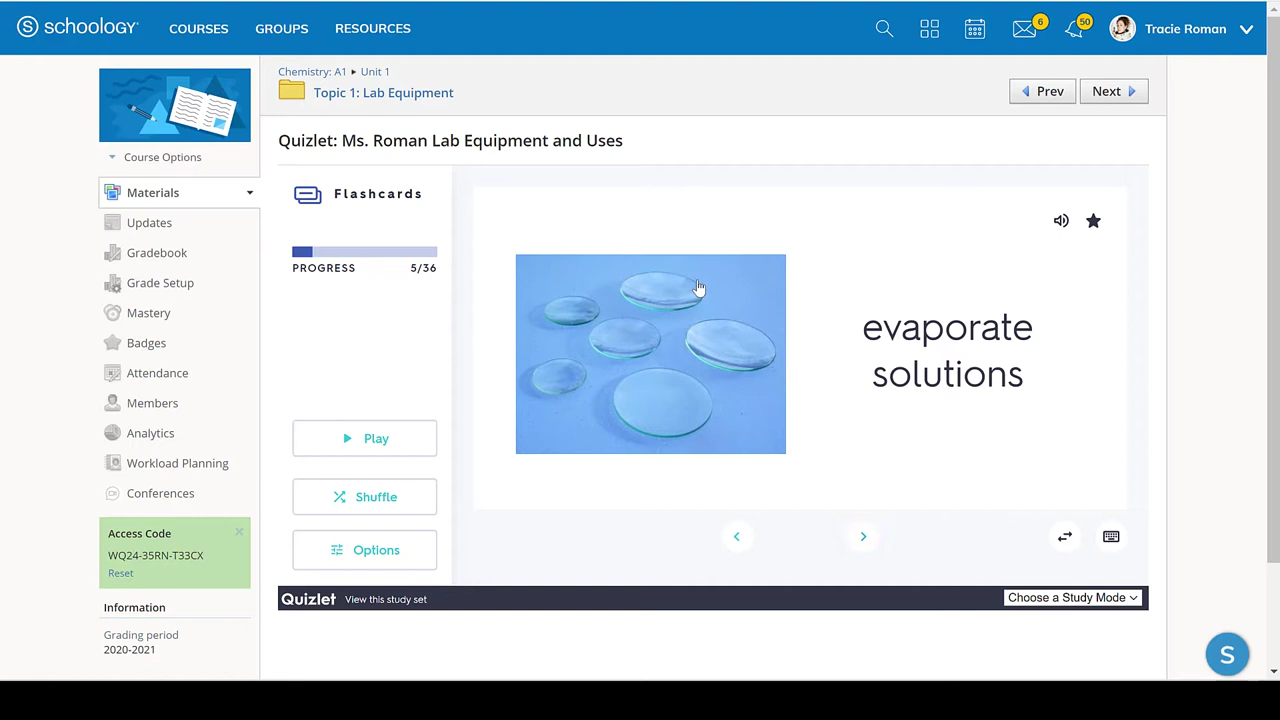 schoology
COURSES
GROUPS
RESOURCES
6
50
Tracie Roman
Course Options
Materials
Updates
Gradebook
Grade Setup
Mastery
Badges
Attendance
Members
Analytics
Workload Planning
Conferences
Access Code
WQ24-35RN-T33CX
Reset
Information
Grading period
2020-2021
Chemistry: A1 ▸ Unit 1
Topic 1: Lab Equipment
Prev
Next
Quizlet: Ms. Roman Lab Equipment and Uses
Flashcards
PROGRESS 5/36
Play
Shuffle
Options
evaporate
solutions
Quizlet View this study set
Choose a Study Mode
S